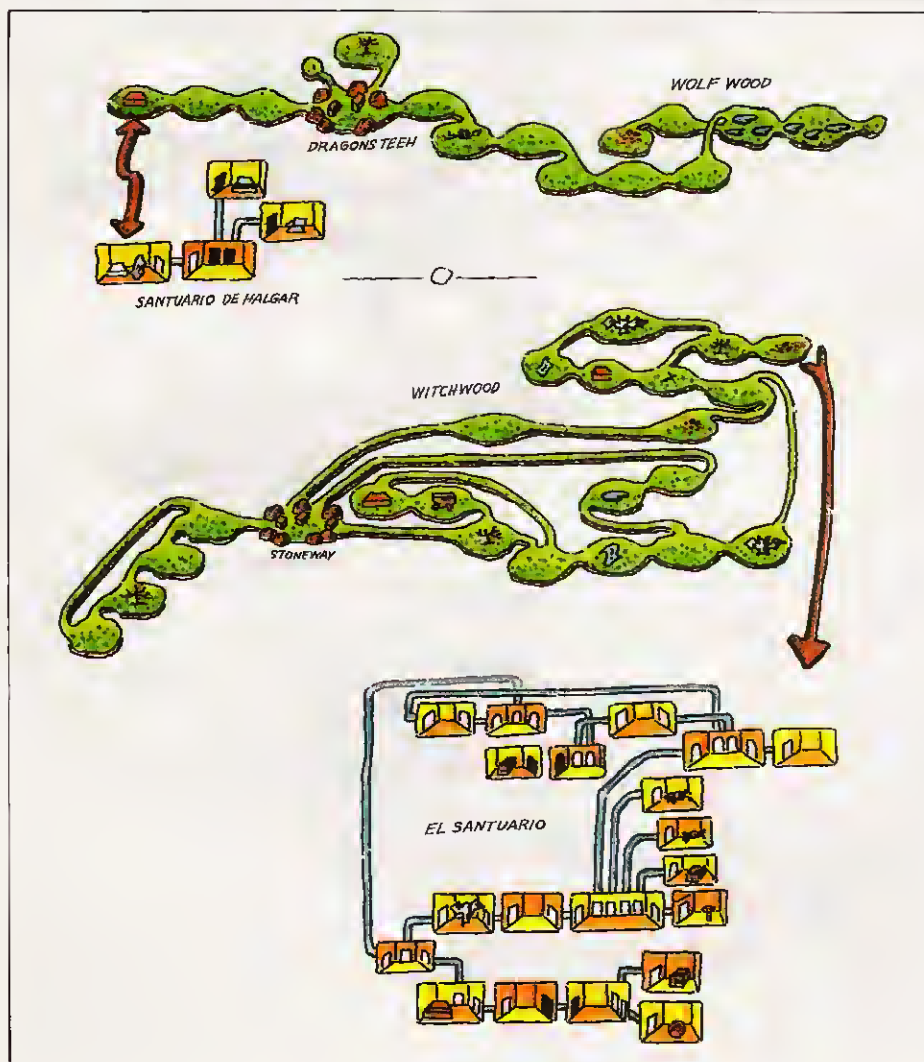 WOLF WOOD
DRAGONS TEEH
SANTUARIO DE HALGAR
WITCHWOOD
STONEWAY
EL SANTUARIO